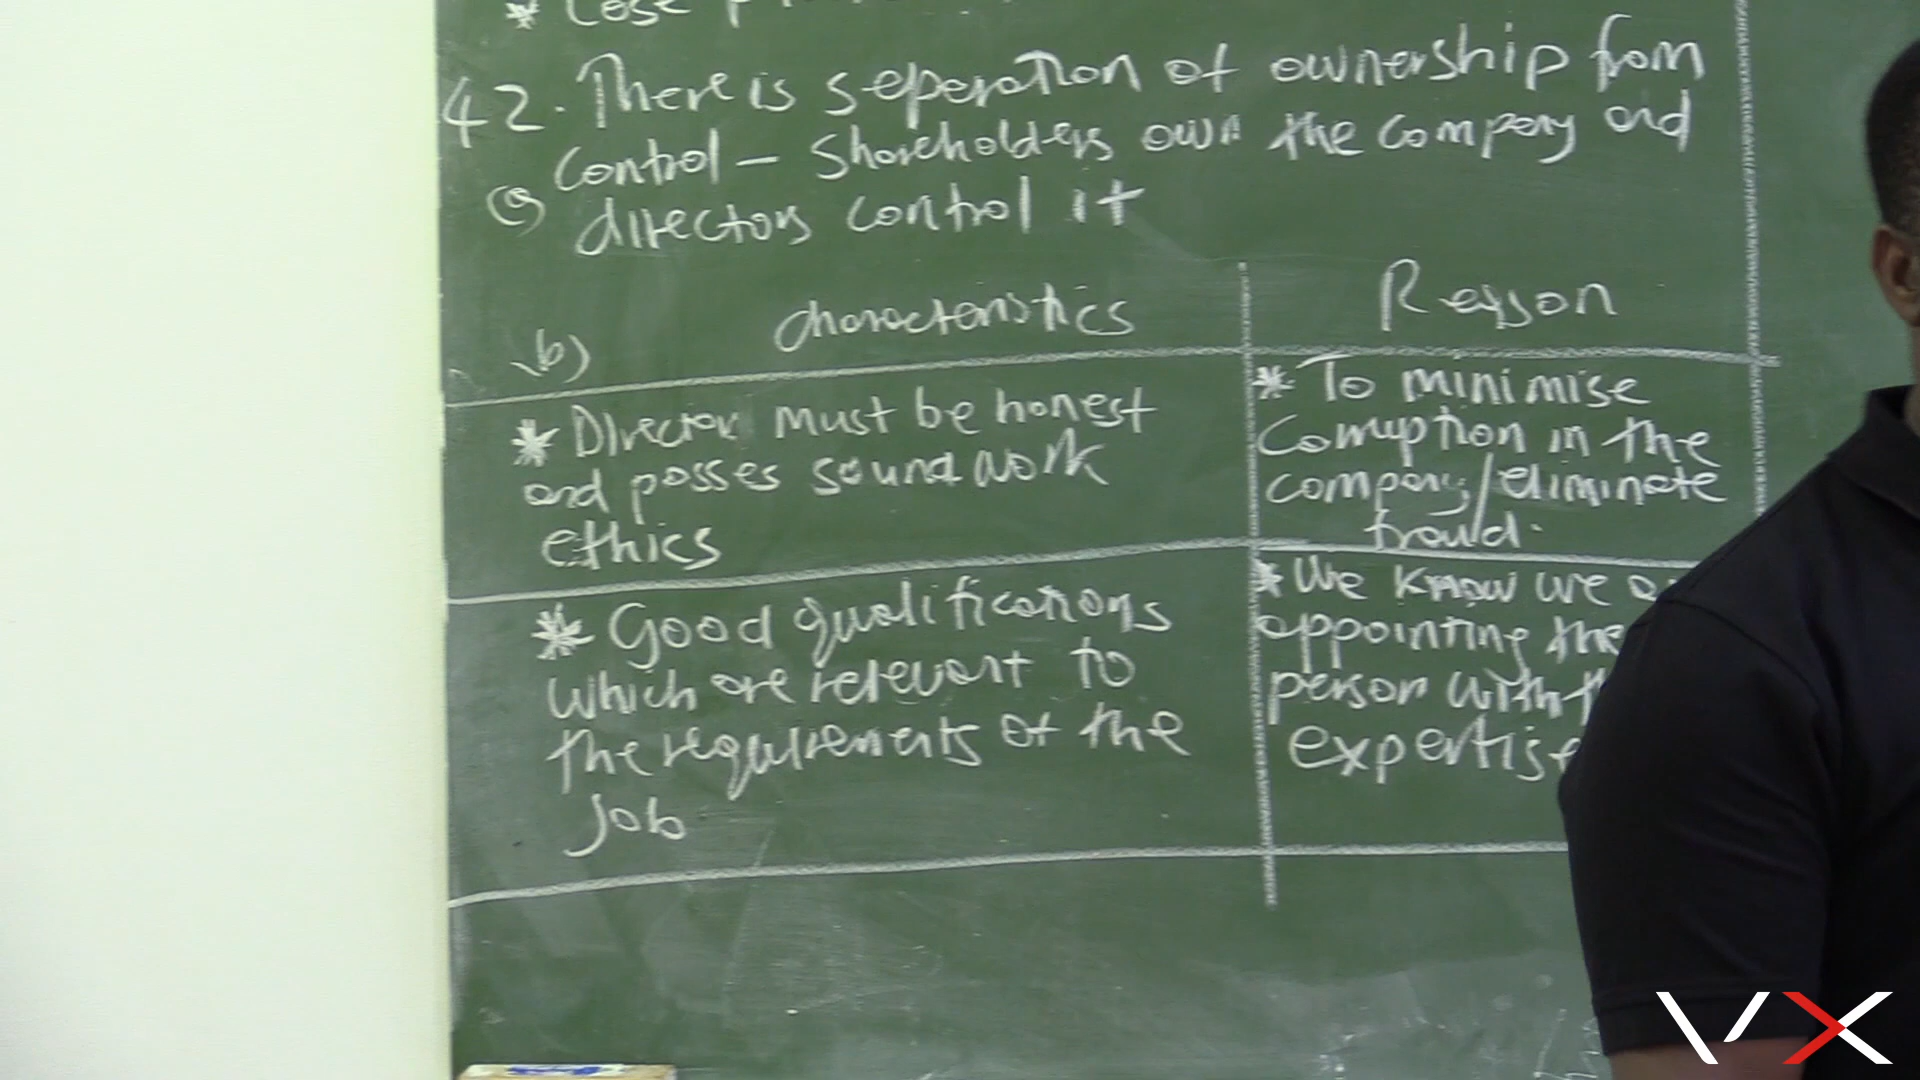 * Lose
42. There is seperation of ownership from
control - Shareholders own the company and
(a) directors control it
b) characteristics
Reason
* Director must be honest
and posses sound work
ethics
* To minimise
Corruption in the
company/eliminate
fraud.
* Good qualifications
which are relevant to
the requirements of the
job
* We know we
appointing the
person with
expertise
VX